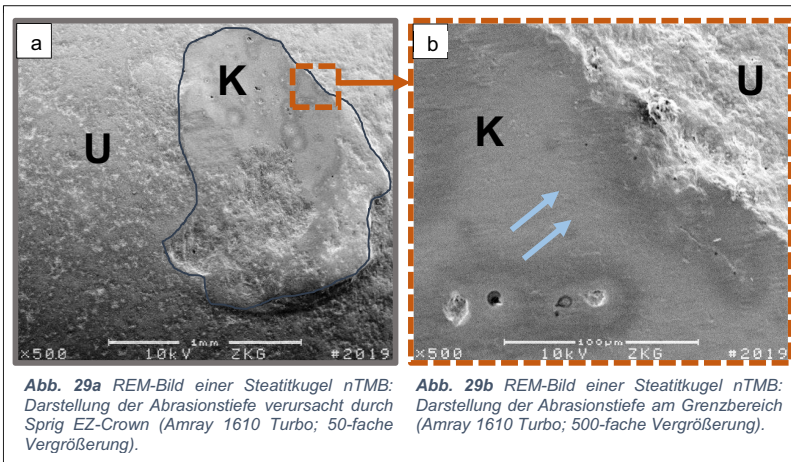 a
K
U
1mm
x500 10kV ZKG #2019
b
U
K
100µm
x500 10kV ZKG #2019
Abb. 29a REM-Bild einer Steatitkugel nTMB:
Darstellung der Abrasionstiefe verursacht durch
Sprig EZ-Crown (Amray 1610 Turbo; 50-fache
Vergrößerung).
Abb. 29b REM-Bild einer Steatitkugel nTMB:
Darstellung der Abrasionstiefe am Grenzbereich
(Amray 1610 Turbo; 500-fache Vergrößerung).